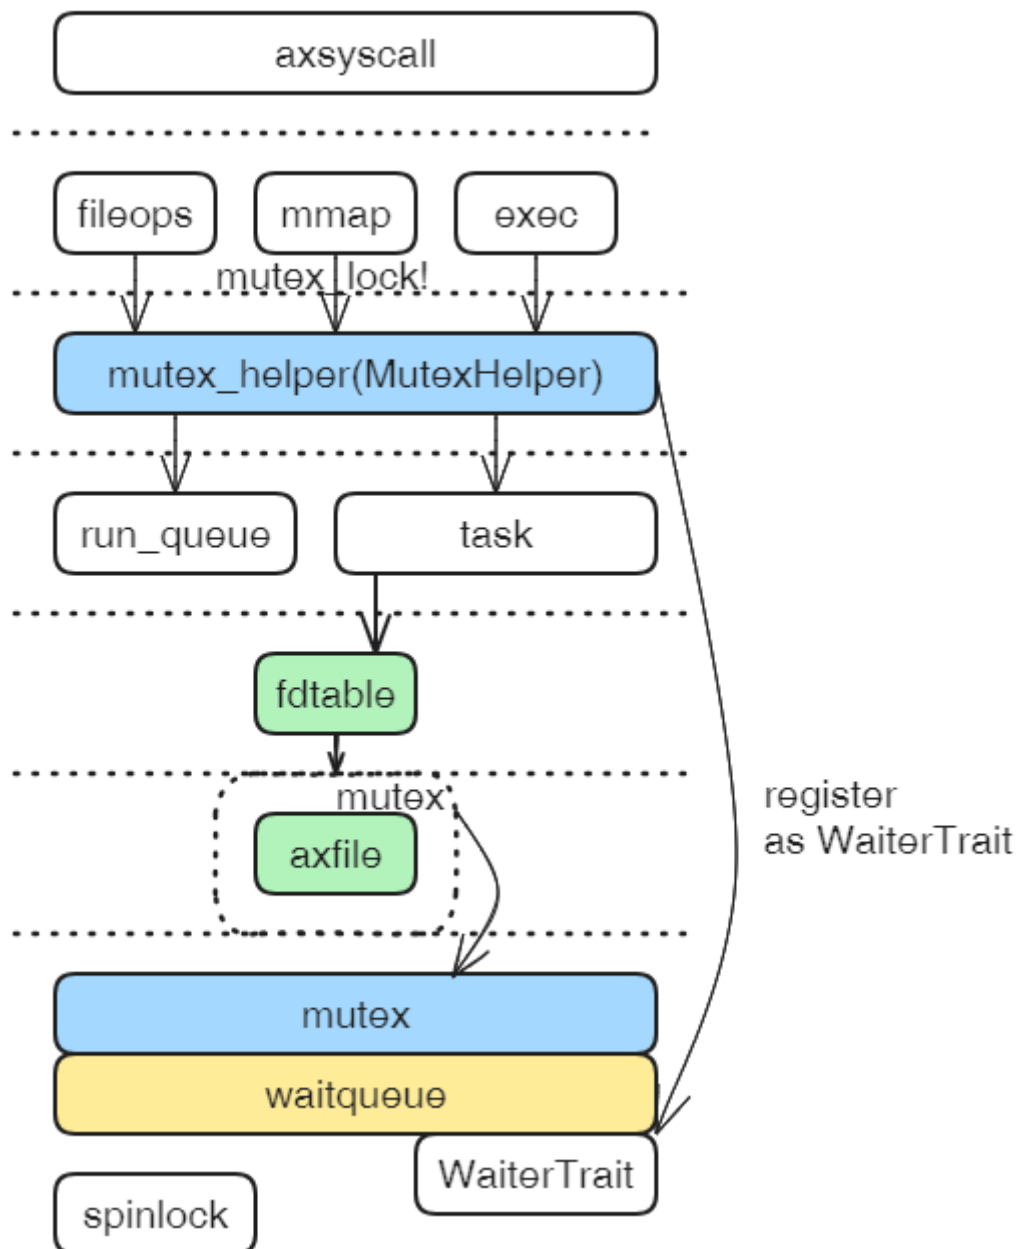 axsyscall
fileops
mmap
exec
mutex_lock!
mutex_helper(MutexHelper)
run_queue
task
fdtable
mutex
axfile
register
as WaiterTrait
mutex
waitqueue
WaiterTrait
spinlock